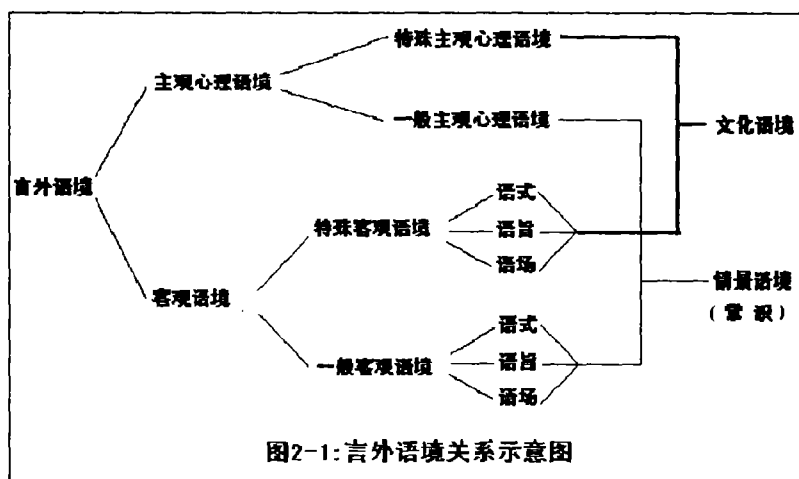 特殊主观心理语境
主观心理语境
一般主观心理语境
文化语境
言外语境
语式
特殊客观语境
语旨
语场
客观语境
情景语境
(常识)
语式
一般客观语境
语旨
语场
图2-1:言外语境关系示意图